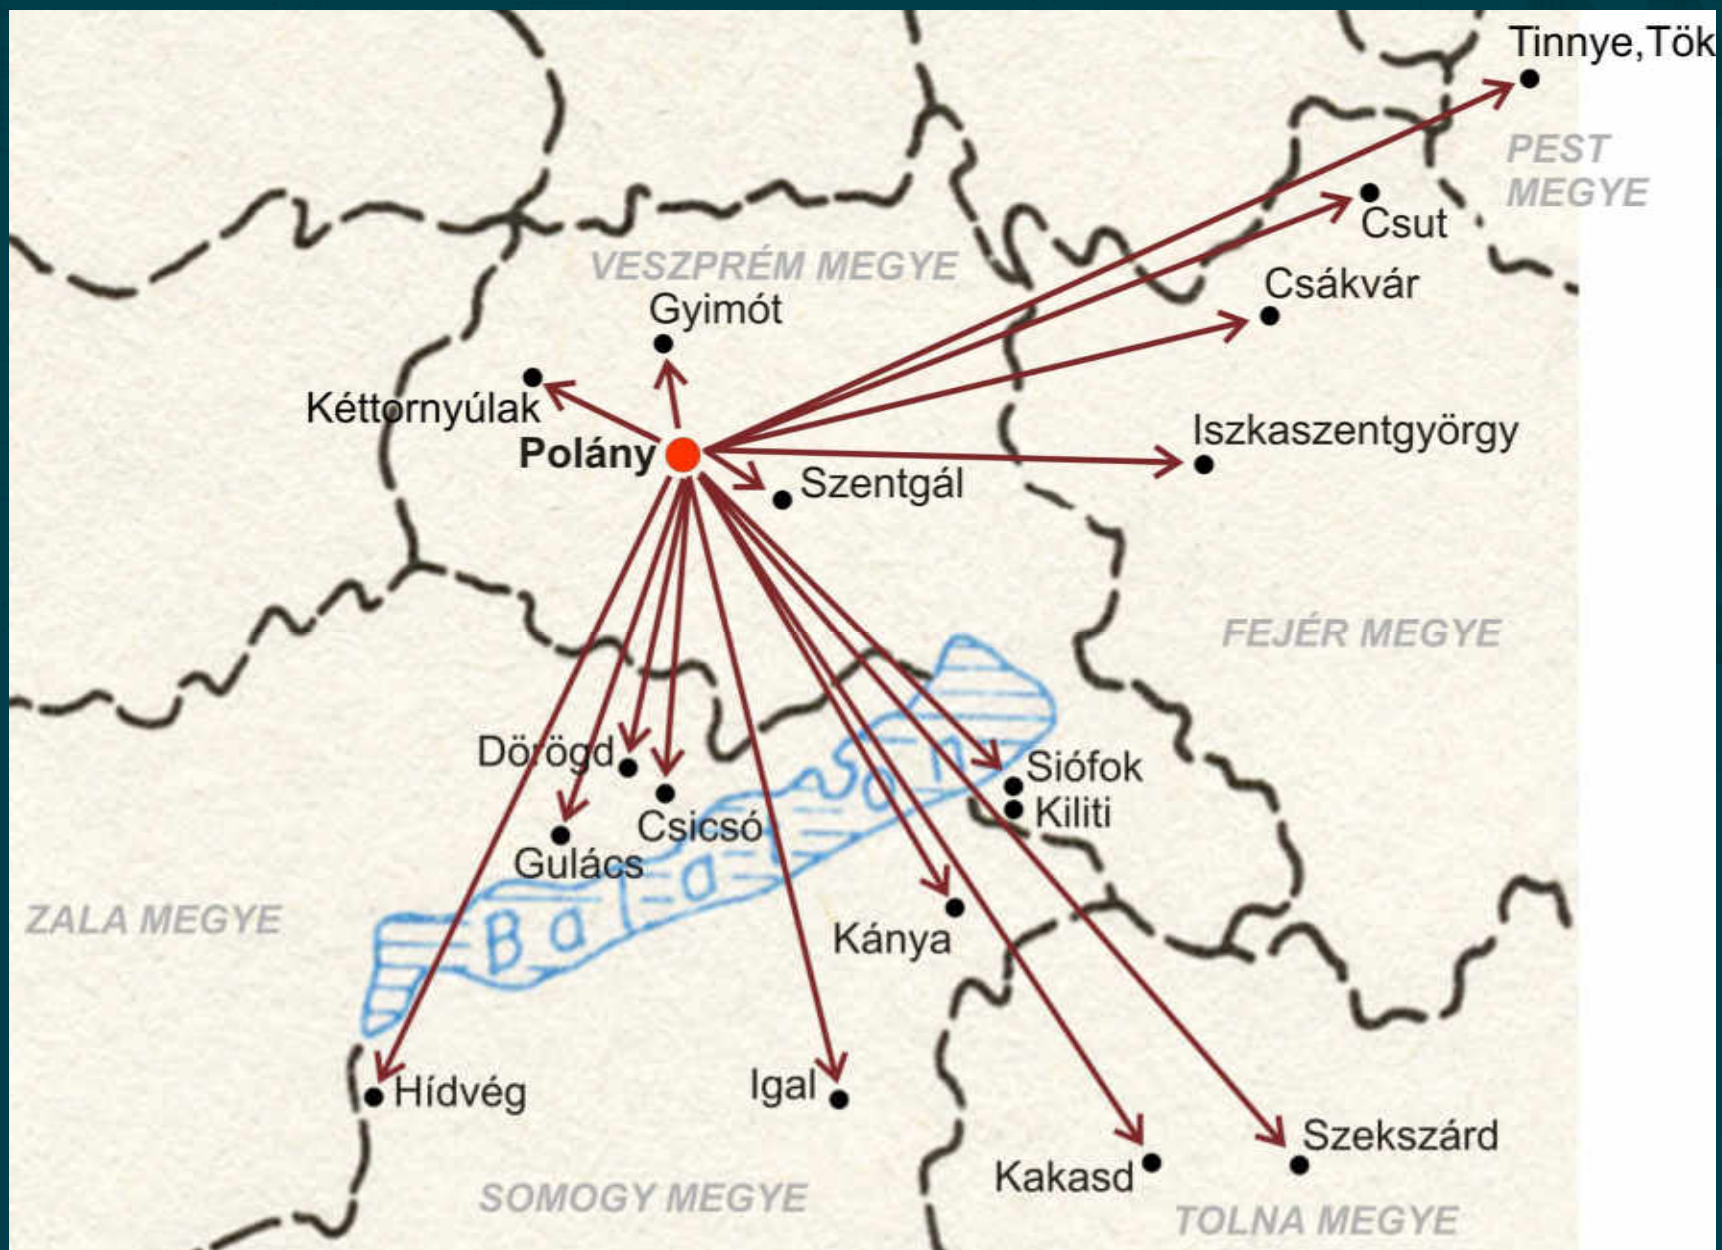 Tinnye,Tök
PEST
MEGYE
Csut
VESZPRÉM MEGYE
Csákvár
Gyimót
Kéttornyúlak
Iszkaszentgyörgy
Polány
Szentgál
FEJÉR MEGYE
Dörögd
Siófok
Kiliti
Csicsó
Gulács
Balaton
ZALA MEGYE
Kánya
Hídvég
Igal
Szekszárd
Kakasd
SOMOGY MEGYE
TOLNA MEGYE